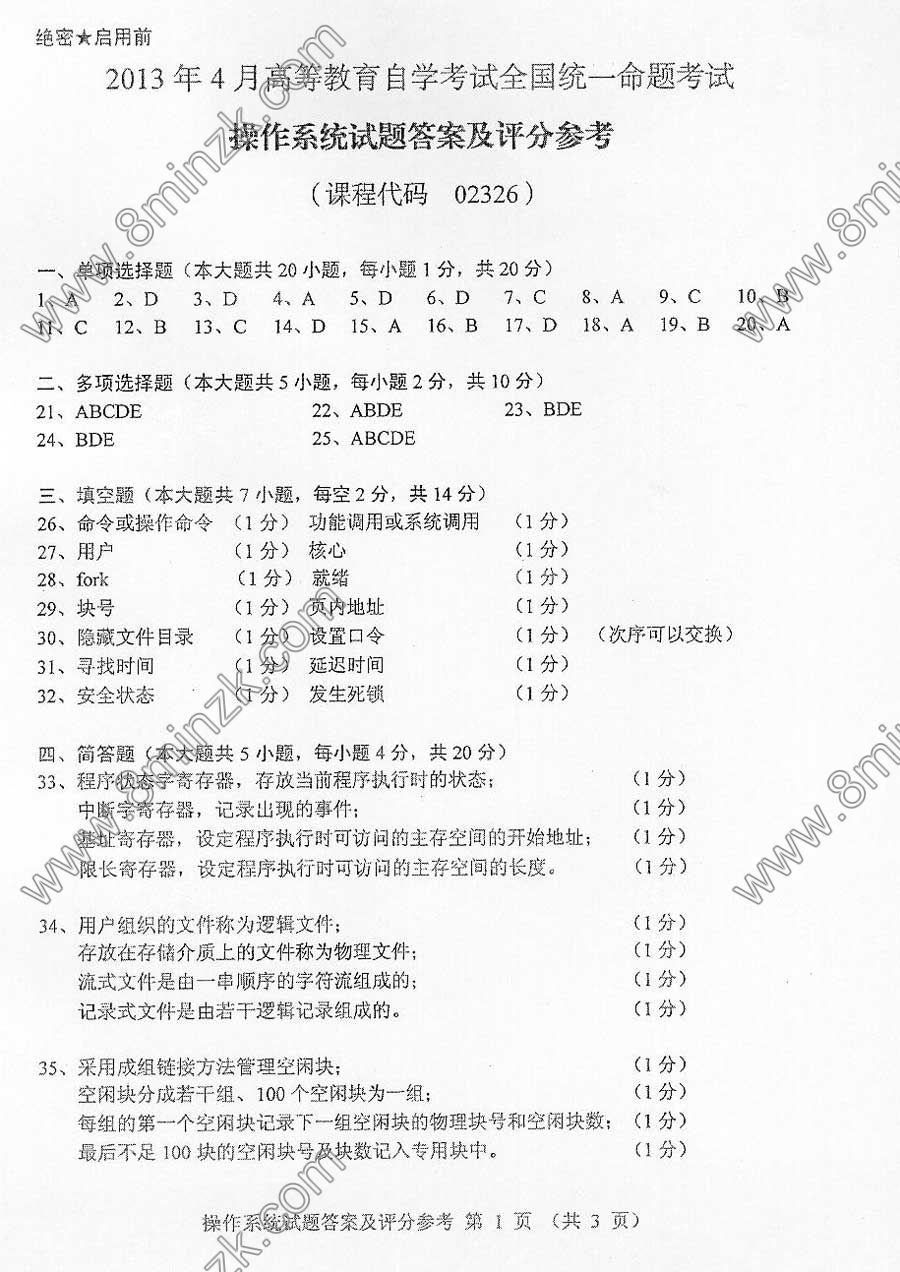 绝密★启用前
2013 年 4 月高等教育自学考试全国统一命题考试
操作系统试题答案及评分参考
（课程代码 02326）
一、单项选择题（本大题共 20 小题，每小题 1 分，共 20 分）
1、A 2、D 3、D 4、A 5、D 6、D 7、C 8、A 9、C 10、B
11、C 12、B 13、C 14、D 15、A 16、B 17、D 18、A 19、B 20、A
二、多项选择题（本大题共 5 小题，每小题 2 分，共 10 分）
21、ABCDE 22、ABDE 23、BDE
24、BDE 25、ABCDE
三、填空题（本大题共 7 小题，每空 2 分，共 14 分）
26、命令或操作命令 （1 分） 功能调用或系统调用 （1 分）
27、用户 （1 分） 核心 （1 分）
28、fork （1 分） 就绪 （1 分）
29、块号 （1 分） 页内地址 （1 分）
30、隐藏文件目录 （1 分） 设置口令 （1 分） （次序可以交换）
31、寻找时间 （1 分） 延迟时间 （1 分）
32、安全状态 （1 分） 发生死锁 （1 分）
四、简答题（本大题共 5 小题，每小题 4 分，共 20 分）
33、程序状态字寄存器，存放当前程序执行时的状态； （1 分）
中断字寄存器，记录出现的事件； （1 分）
基址寄存器，设定程序执行时可访问的主存空间的开始地址； （1 分）
限长寄存器，设定程序执行时可访问的主存空间的长度。 （1 分）
34、用户组织的文件称为逻辑文件； （1 分）
存放在存储介质上的文件称为物理文件； （1 分）
流式文件是由一串顺序的字符流组成的； （1 分）
记录式文件是由若干逻辑记录组成的。 （1 分）
35、采用成组链接方法管理空闲块； （1 分）
空闲块分成若干组、100 个空闲块为一组； （1 分）
每组的第一个空闲块记录下一组空闲块的物理块号和空闲块数； （1 分）
最后不足 100 块的空闲块号及块数记入专用块中。 （1 分）
操作系统试题答案及评分参考 第 1 页 （共 3 页）
www.8minzk.com
www.8minzk.com
www.8minzk.com
www.8minzk.com